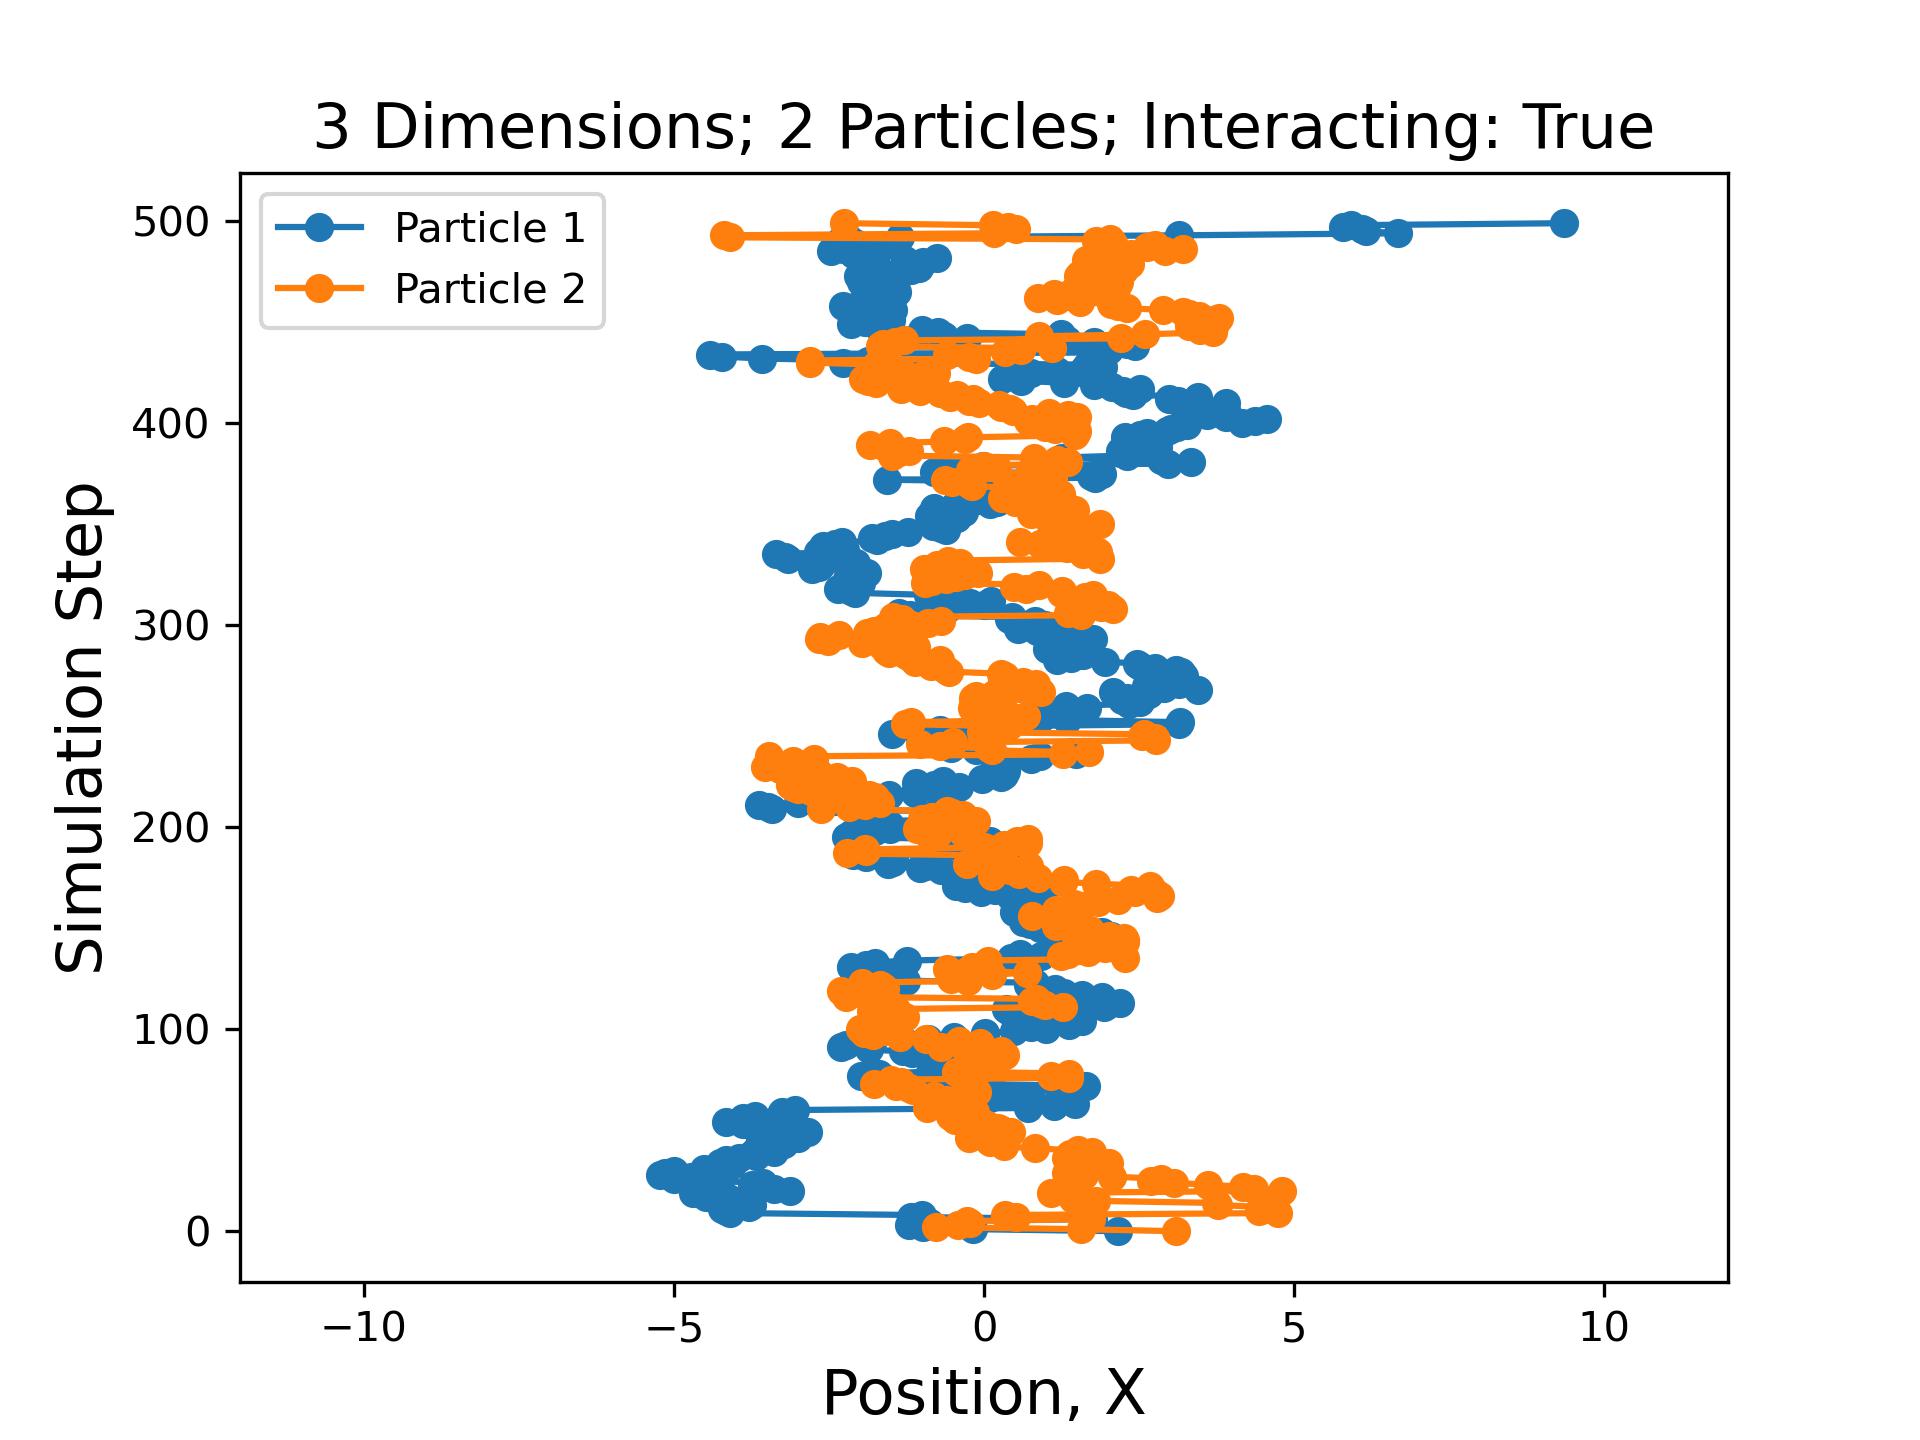 3 Dimensions; 2 Particles; Interacting: True
Particle 1
Particle 2
500
400
300
200
100
0
Simulation Step
−10
−5
0
5
10
Position, X